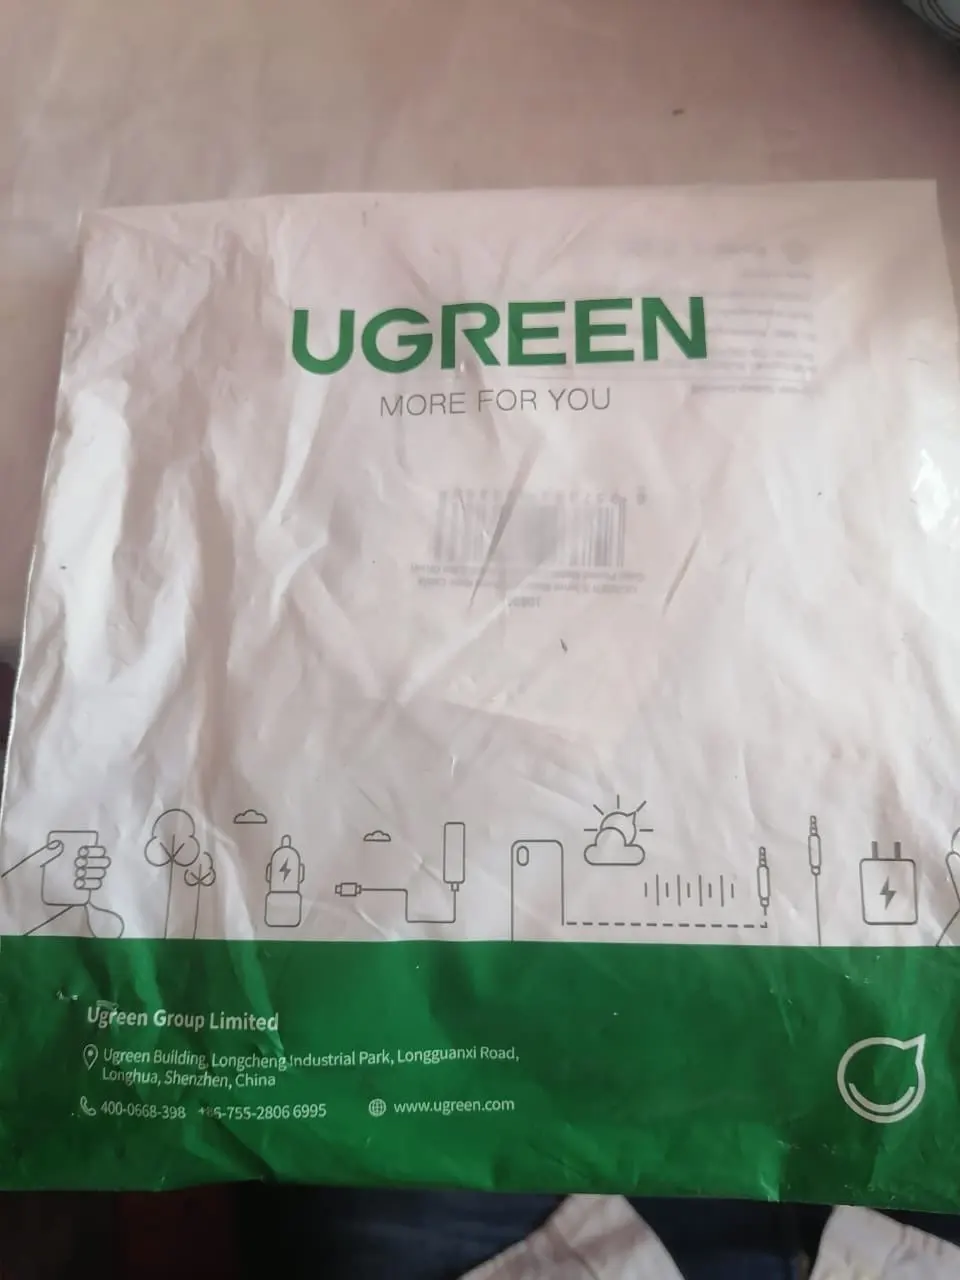 UGREEN
MORE FOR YOU
Ugreen Group Limited
Ugreen Building, Longcheng Industrial Park, Longguanxi Road,
Longhua, Shenzhen, China
400-0668-398 +86-755-2806 6995 www.ugreen.com